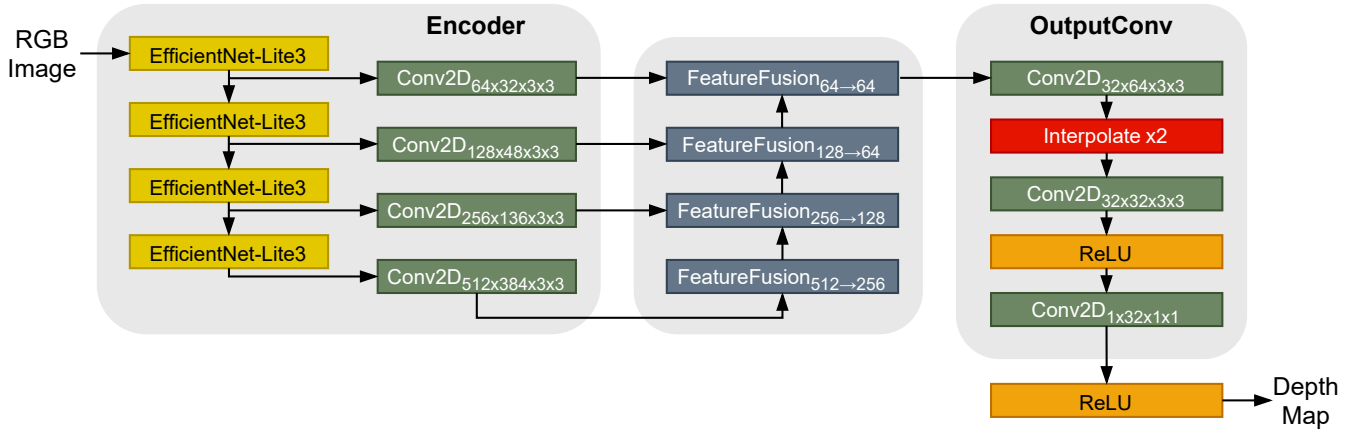 Encoder
OutputConv
RGB
Image
EfficientNet-Lite3
EfficientNet-Lite3
EfficientNet-Lite3
EfficientNet-Lite3
Conv2D64x32x3x3
Conv2D128x48x3x3
Conv2D256x136x3x3
Conv2D512x384x3x3
FeatureFusion64→64
FeatureFusion128→64
FeatureFusion256→128
FeatureFusion512→256
Conv2D32x64x3x3
Interpolate x2
Conv2D32x32x3x3
ReLU
Conv2D1x32x1x1
ReLU
Depth
Map